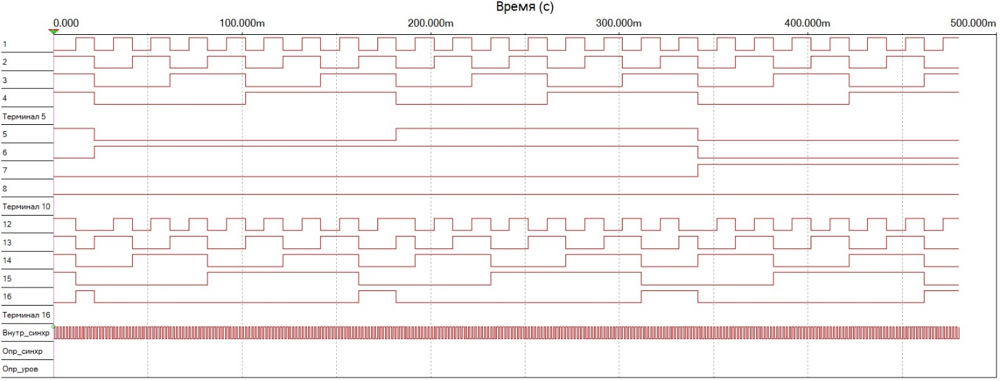 Время (с)
0.000 100.000m 200.000m 300.000m 400.000m 500.000m
1
2
3
4
Терминал 5
5
6
7
8
Терминал 10
12
13
14
15
16
Терминал 16
Внутр_синхр
Опр_синхр
Опр_уров